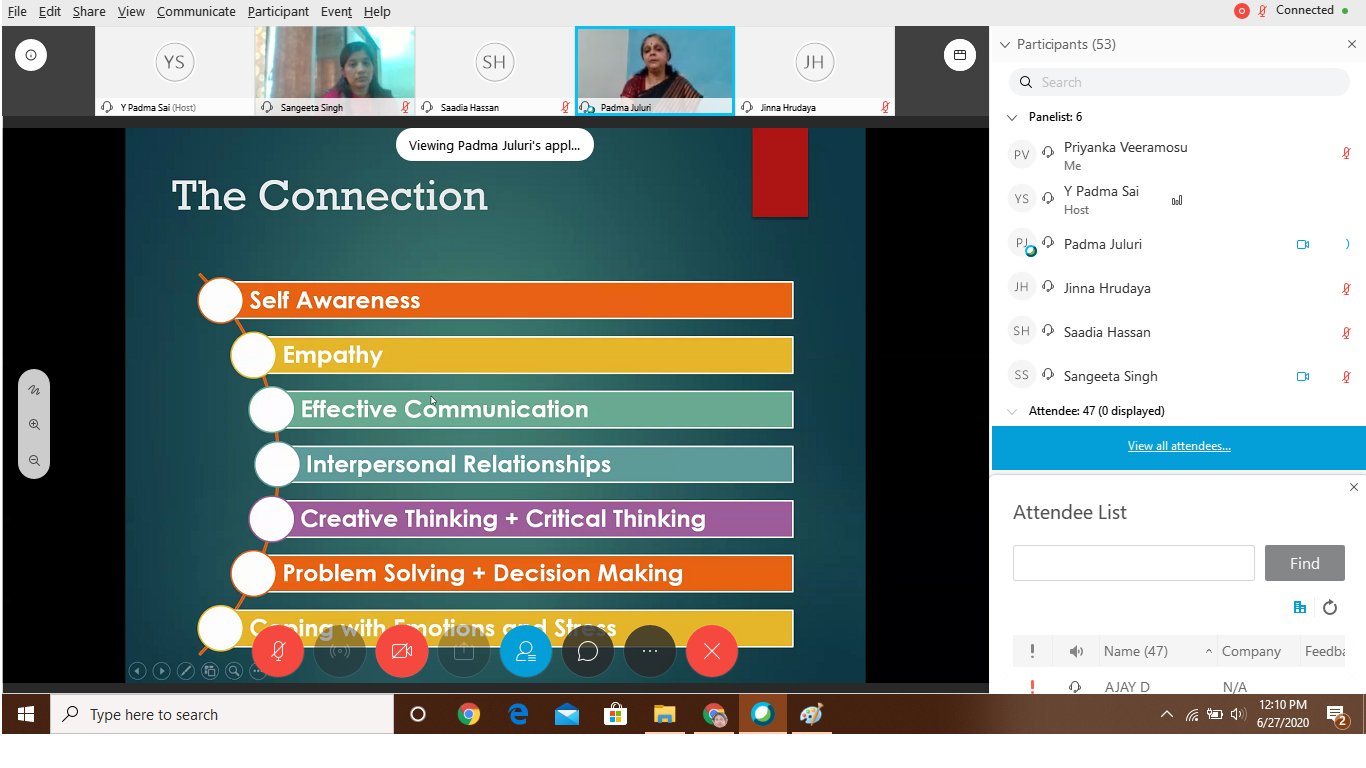 File Edit Share View Communicate Participant Event Help
Connected
YS
Y Padma Sai (Host)
Sangeeta Singh
SH
Saadia Hassan
Padma Juluri
JH
Jinna Hrudaya
Viewing Padma Juluri's appl...
The Connection
Self Awareness
Empathy
Effective Communication
Interpersonal Relationships
Creative Thinking + Critical Thinking
Problem Solving + Decision Making
Coping with Emotions and Stress
Participants (53)
Search
Panelist: 6
PV Priyanka Veeramosu
Me
YS Y Padma Sai
Host
PJ Padma Juluri
JH Jinna Hrudaya
SH Saadia Hassan
SS Sangeeta Singh
Attendee: 47 (0 displayed)
View all attendees...
Attendee List
Find
Name (47) Company Feedba
AJAY D N/A
Type here to search
12:10 PM
6/27/2020
2